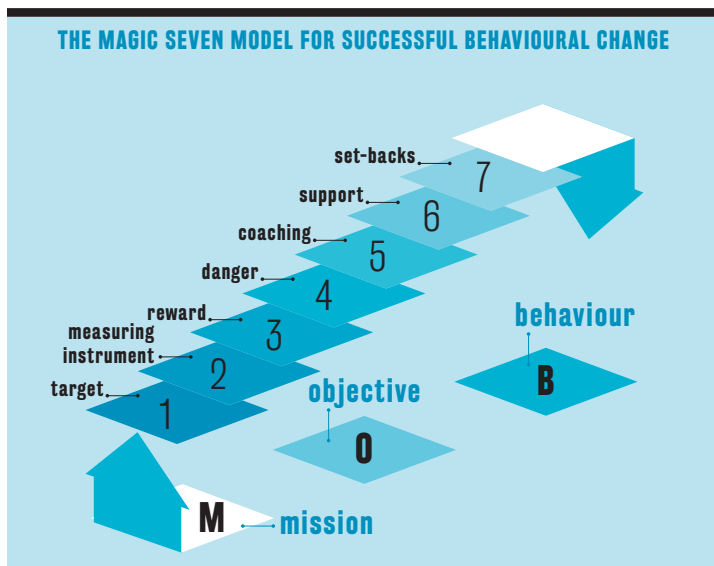 THE MAGIC SEVEN MODEL FOR SUCCESSFUL BEHAVIOURAL CHANGE
set-backs
7
support
6
coaching
5
danger
4
reward
3
measuring
instrument
2
target
1
behaviour
B
objective
O
M
mission